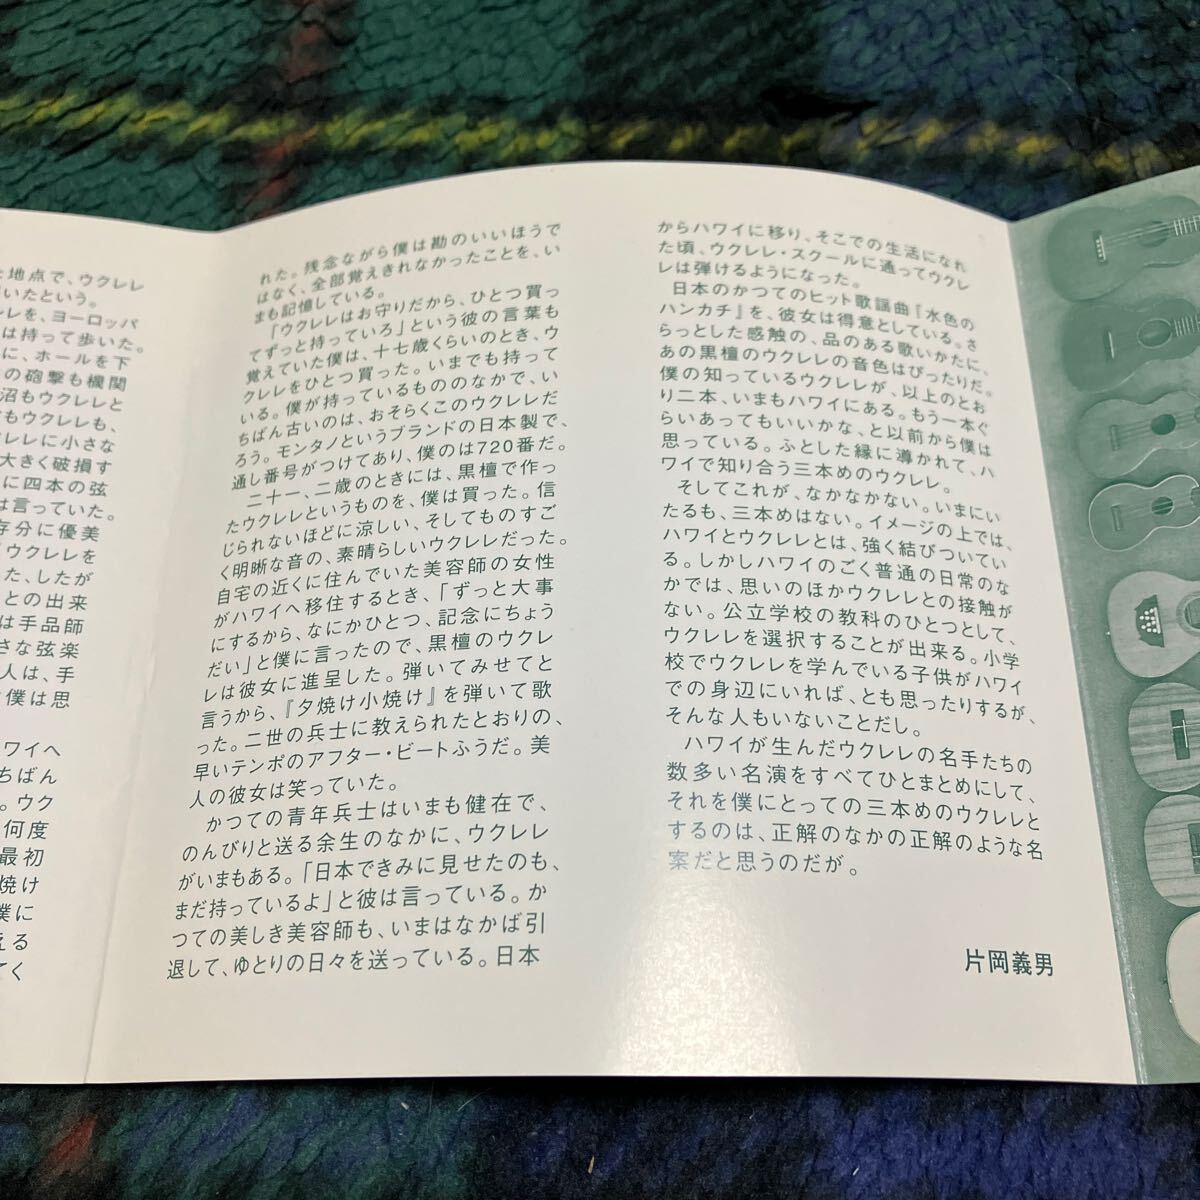 地点で、ウクレレ
いたという。
レを、ヨーロッパ
は持って歩いた。
に、ホールを下
の砲撃も機関
沼もウクレレと
もウクレレも、
レレに小さな
大きく破損す
に四本の弦
は言っていた。
存分に優美
ウクレレを
た、したが
との出来
は手品師
さな弦楽
人は、手
僕は思
ワイへ
ちばん
。ウク
何度
最初
焼け
僕に
える
てく
れた。残念ながら僕は勘のいいほうで
はなく、全部覚えきれなかったことを、い
まも記憶している。
「ウクレレはお守りだから、ひとつ買っ
てずっと持っていろ」という彼の言葉も
覚えていた僕は、十七歳くらいのとき、ウ
クレレをひとつ買った。いまでも持って
いる。僕が持っているもののなかで、い
ちばん古いのは、おそらくこのウクレレだ
ろう。モンタノというブランドの日本製で、
通し番号がつけてあり、僕のは720番だ。
二十一、二歳のときには、黒檀で作っ
たウクレレというものを、僕は買った。信
じられないほどに涼しい、そしてものすご
く明晰な音の、素晴らしいウクレレだった。
自宅の近くに住んでいた美容師の女性
がハワイへ移住するとき、「ずっと大事
にするから、なにかひとつ、記念にちょう
だい」と僕に言ったので、黒檀のウクレ
レは彼女に進呈した。弾いてみせてと
言うから、『夕焼け小焼け』を弾いて歌
った。二世の兵士に教えられたとおりの、
早いテンポのアフター・ビートふうだ。美
人の彼女は笑っていた。
かつての青年兵士はいまも健在で、
のんびりと送る余生のなかに、ウクレレ
がいまもある。「日本できみに見せたのも、
まだ持っているよ」と彼は言っている。か
つての美しき美容師も、いまはなかば引
退して、ゆとりの日々を送っている。日本
からハワイに移り、そこでの生活になれ
た頃、ウクレレ・スクールに通ってウクレ
レは弾けるようになった。
日本のかつてのヒット歌謡曲『水色の
ハンカチ』を、彼女は得意としている。さ
らっとした感触の、品のある歌いかたに、
あの黒檀のウクレレの音色はぴったりだ。
僕の知っているウクレレが、以上のとお
り二本、いまもハワイにある。もう一本ぐ
らいあってもいいかな、と以前から僕は
思っている。ふとした縁に導かれて、ハ
ワイで知り合う三本めのウクレレ。
そしてこれが、なかなかない。いまにい
たるも、三本めはない。イメージの上では、
ハワイとウクレレとは、強く結びついてい
る。しかしハワイのごく普通の日常のな
かでは、思いのほかウクレレとの接触が
ない。公立学校の教科のひとつとして、
ウクレレを選択することが出来る。小学
校でウクレレを学んでいる子供がハワイ
での身辺にいれば、とも思ったりするが、
そんな人もいないことだし。
ハワイが生んだウクレレの名手たちの
数多い名演をすべてひとまとめにして、
それを僕にとっての三本めのウクレレと
するのは、正解のなかの正解のような名
案だと思うのだが。
片岡義男